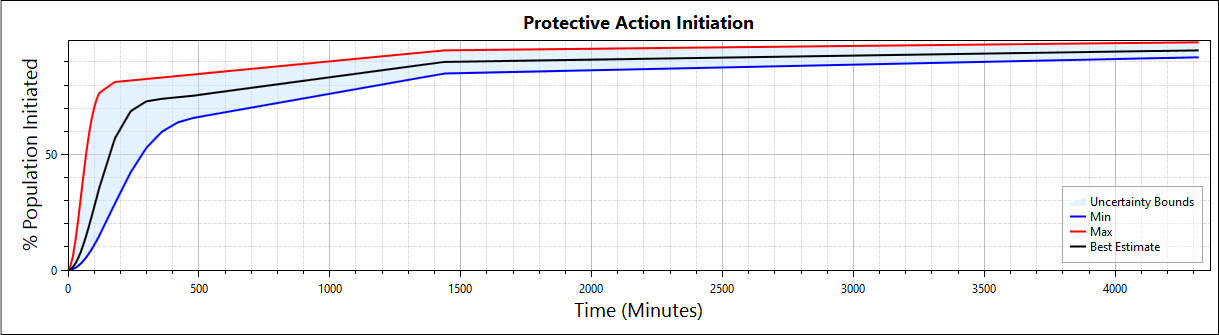 Protective Action Initiation
% Population Initiated
50
0
Uncertainty Bounds
Min
Max
Best Estimate
0 500 1000 1500 2000 2500 3000 3500 4000
Time (Minutes)